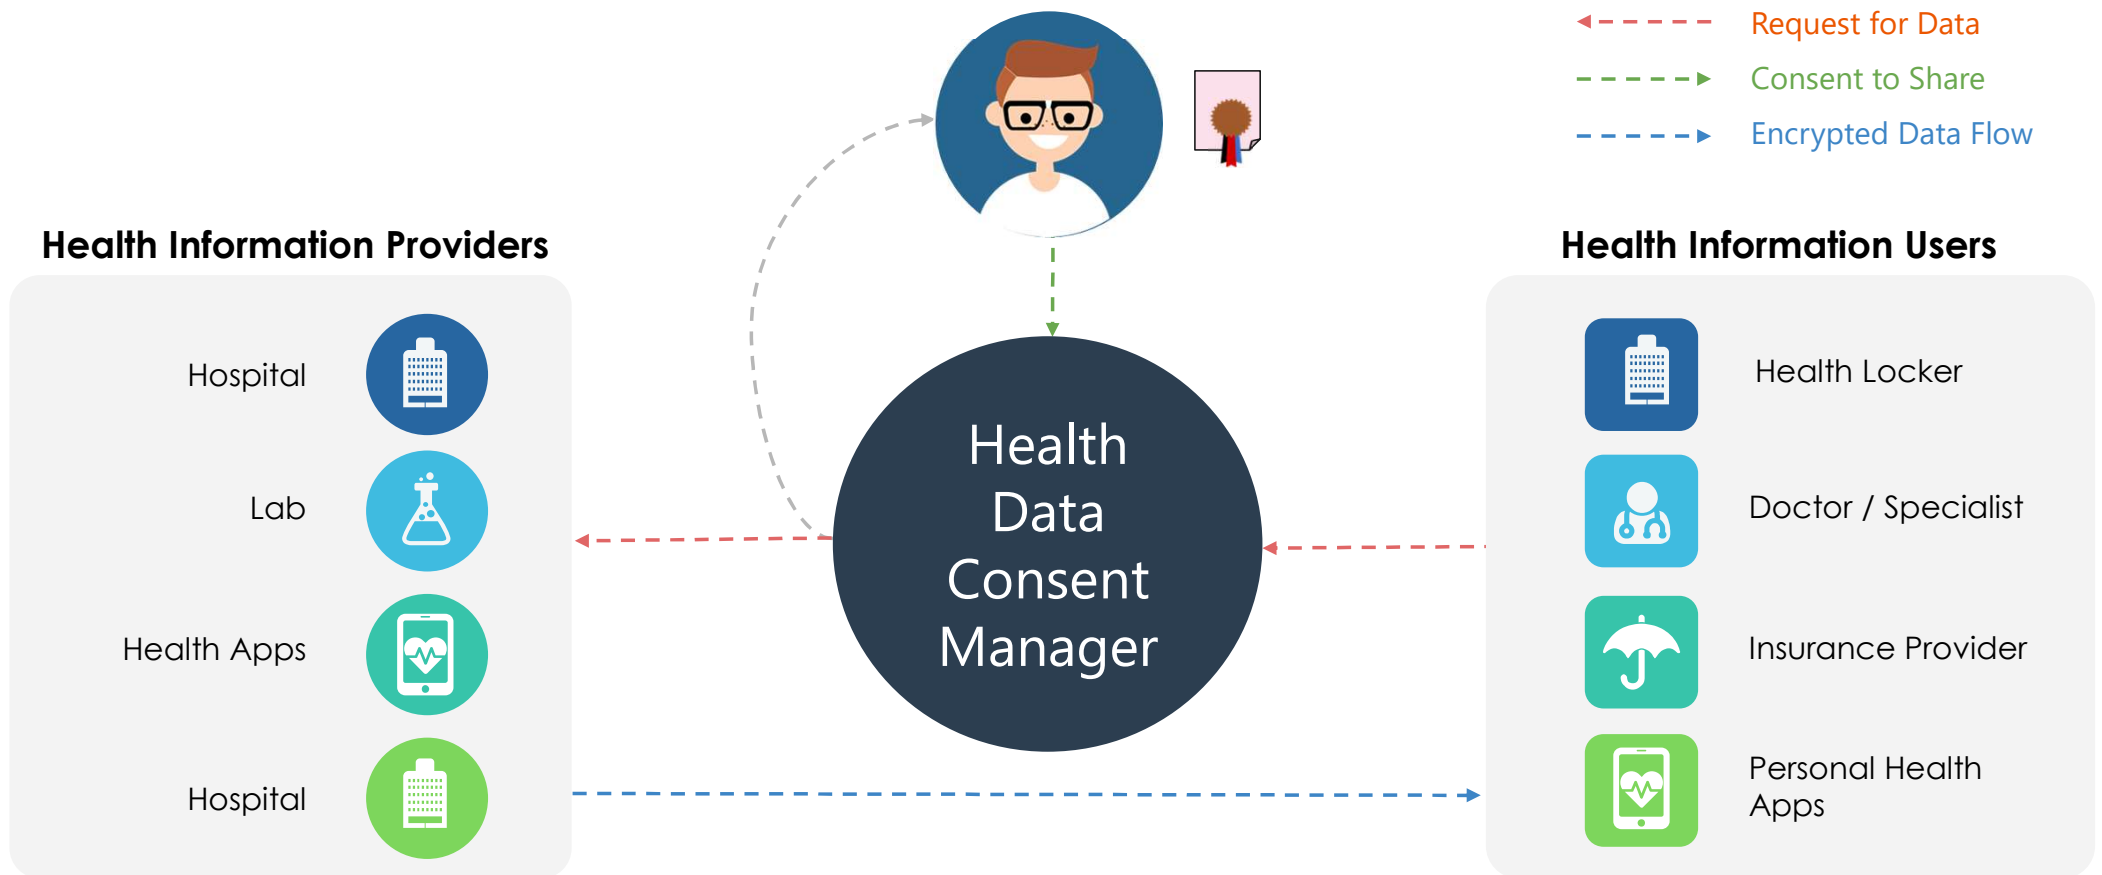 Request for Data
Consent to Share
Encrypted Data Flow
Health Information Providers
Hospital
Lab
Health Apps
Hospital
Health
Data
Consent
Manager
Health Information Users
Health Locker
Doctor / Specialist
Insurance Provider
Personal Health
Apps